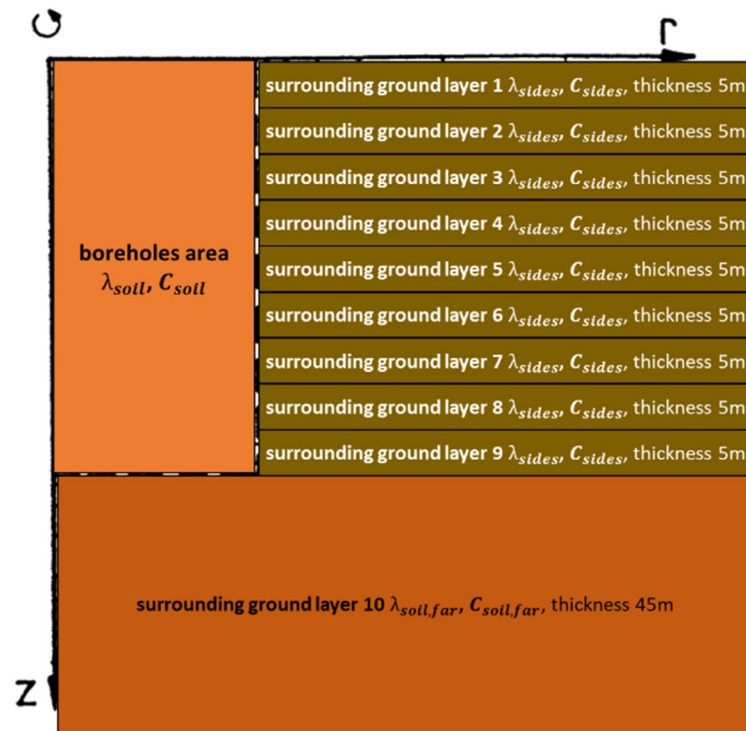 r
surrounding ground layer 1 λsides, Csides, thickness 5m
surrounding ground layer 2 λsides, Csides, thickness 5m
surrounding ground layer 3 λsides, Csides, thickness 5m
surrounding ground layer 4 λsides, Csides, thickness 5m
boreholes area
λsoil, Csoil
surrounding ground layer 5 λsides, Csides, thickness 5m
surrounding ground layer 6 λsides, Csides, thickness 5m
surrounding ground layer 7 λsides, Csides, thickness 5m
surrounding ground layer 8 λsides, Csides, thickness 5m
surrounding ground layer 9 λsides, Csides, thickness 5m
surrounding ground layer 10 λsoil,far, Csoil,far, thickness 45m
z